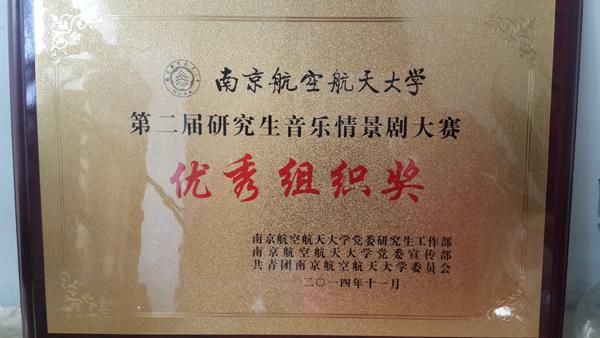 南京航空航天大学
第二届研究生音乐情景剧大赛
优秀组织奖
南京航空航天大学党委研究生工作部
南京航空航天大学党委宣传部
共青团南京航空航天大学委员会
二〇一四年十一月